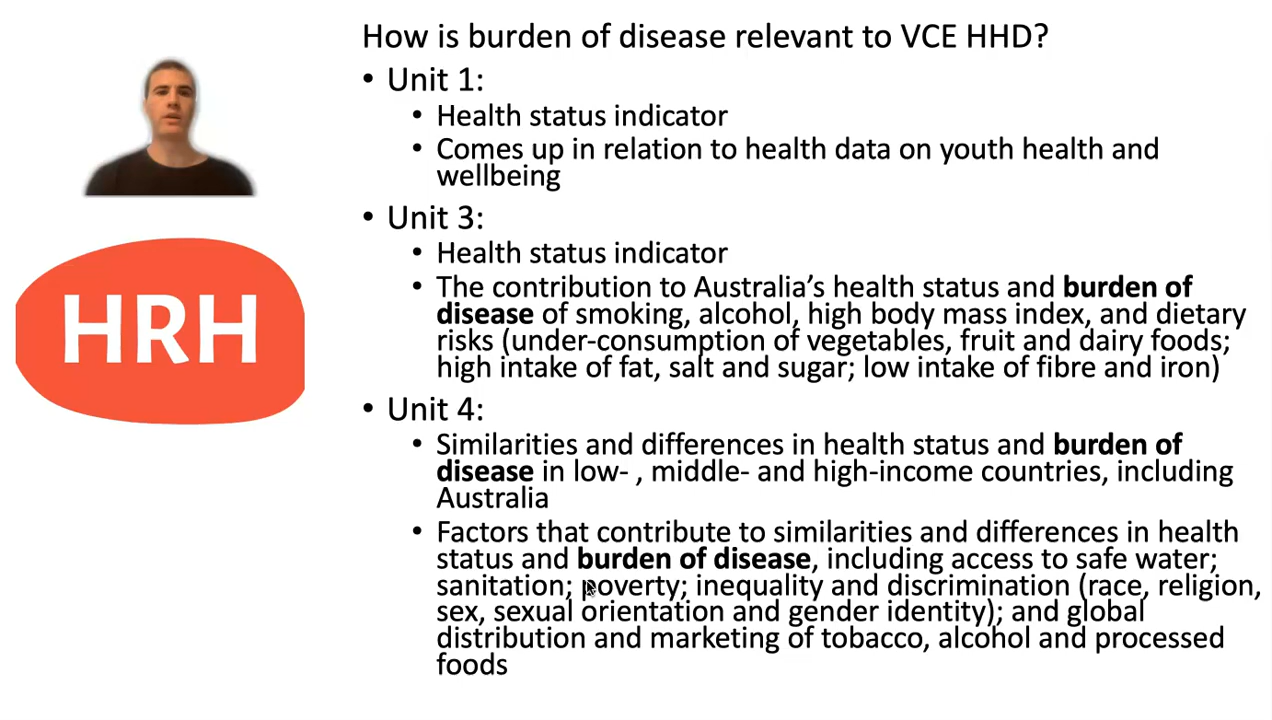 How is burden of disease relevant to VCE HHD?
• Unit 1:
• Health status indicator
• Comes up in relation to health data on youth health and
wellbeing
• Unit 3:
• Health status indicator
• The contribution to Australia’s health status and burden of
disease of smoking, alcohol, high body mass index, and dietary
risks (under-consumption of vegetables, fruit and dairy foods;
high intake of fat, salt and sugar; low intake of fibre and iron)
• Unit 4:
• Similarities and differences in health status and burden of
disease in low- , middle- and high-income countries, including
Australia
• Factors that contribute to similarities and differences in health
status and burden of disease, including access to safe water;
sanitation; poverty; inequality and discrimination (race, religion,
sex, sexual orientation and gender identity); and global
distribution and marketing of tobacco, alcohol and processed
foods
HRH